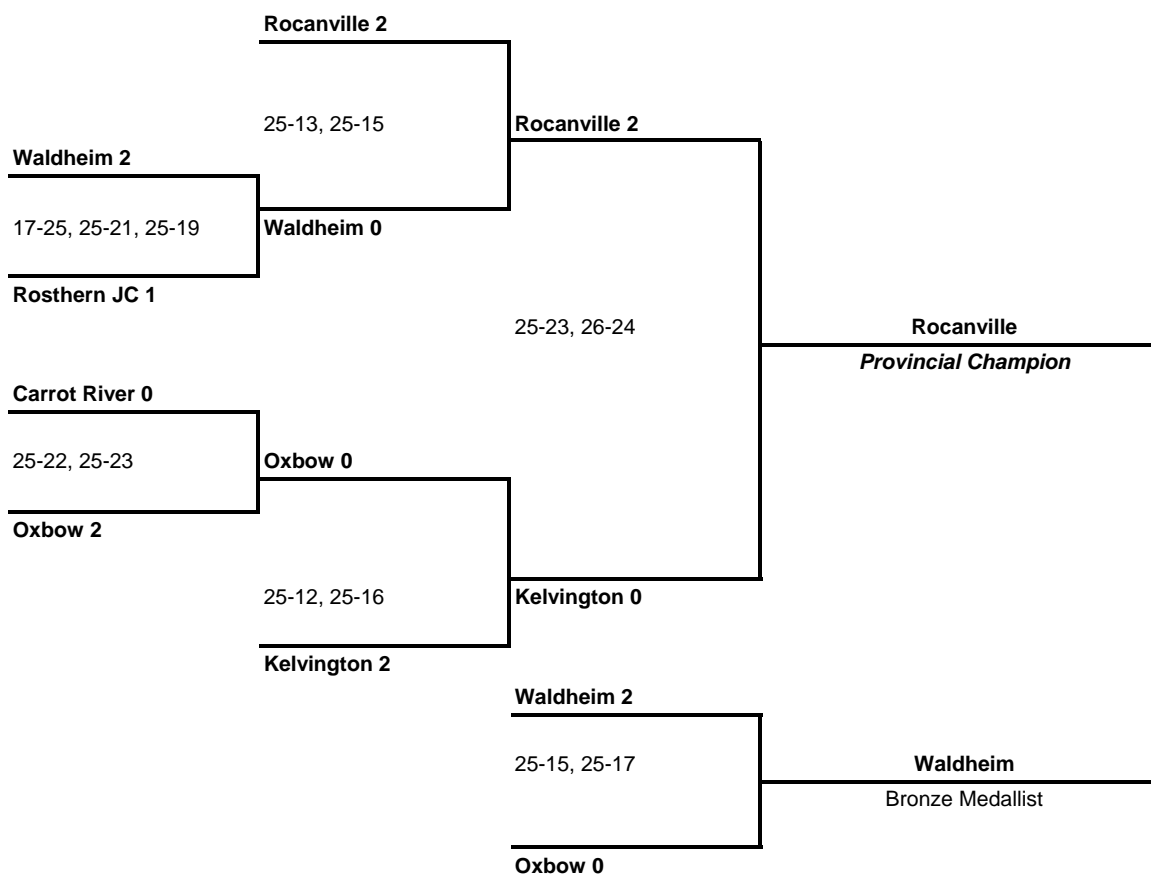 Rocanville 2
25-13, 25-15
Rocanville 2
Waldheim 2
17-25, 25-21, 25-19
Waldheim 0
Rosthern JC 1
25-23, 26-24
Rocanville
Provincial Champion
Carrot River 0
25-22, 25-23
Oxbow 0
Oxbow 2
25-12, 25-16
Kelvington 0
Kelvington 2
Waldheim 2
25-15, 25-17
Waldheim
Bronze Medallist
Oxbow 0